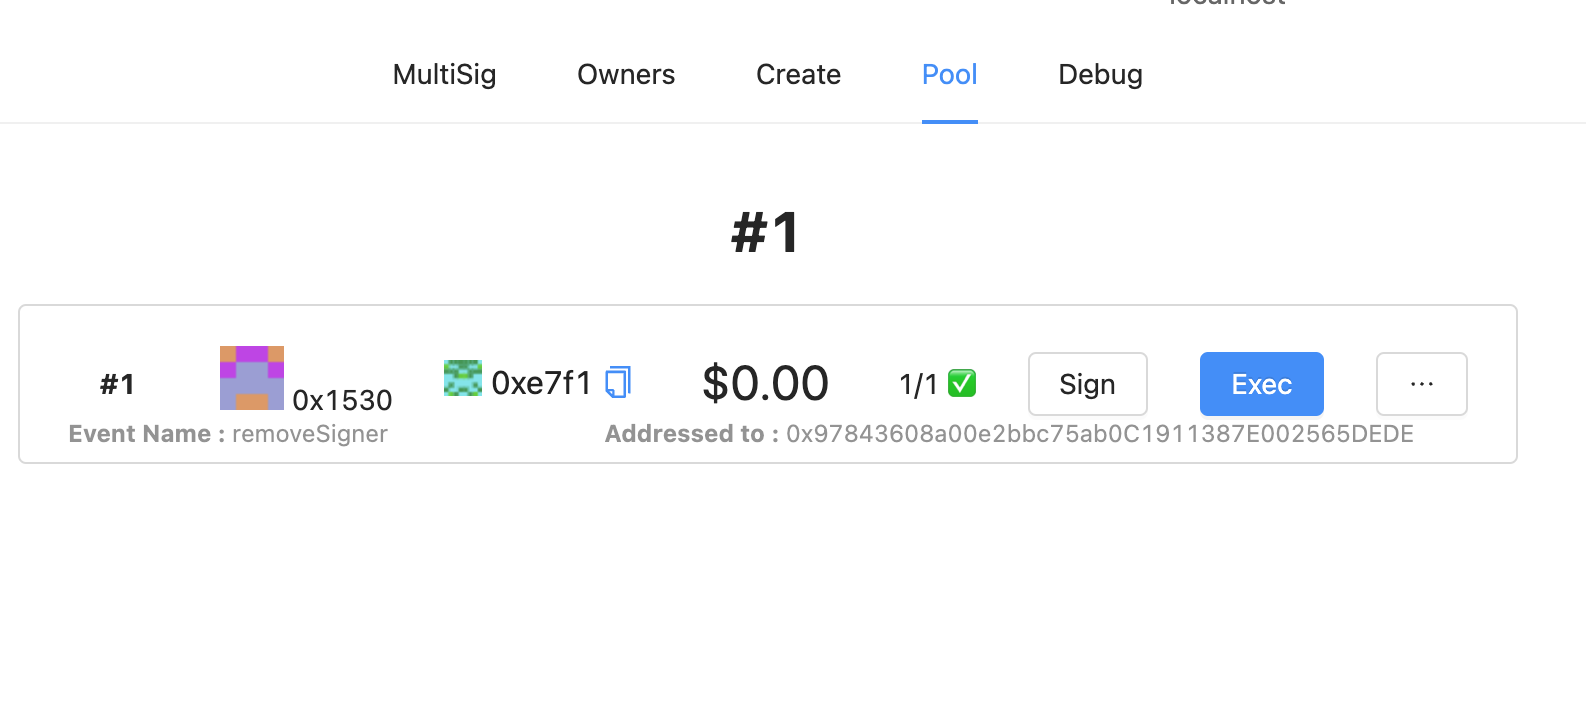 localhost
MultiSig Owners Create Pool Debug
#1
#1 0x1530 0xe7f1 $0.00 1/1 ✅ Sign Exec ...
Event Name : removeSigner Addressed to : 0x97843608a00e2bbc75ab0C1911387E002565DEDE